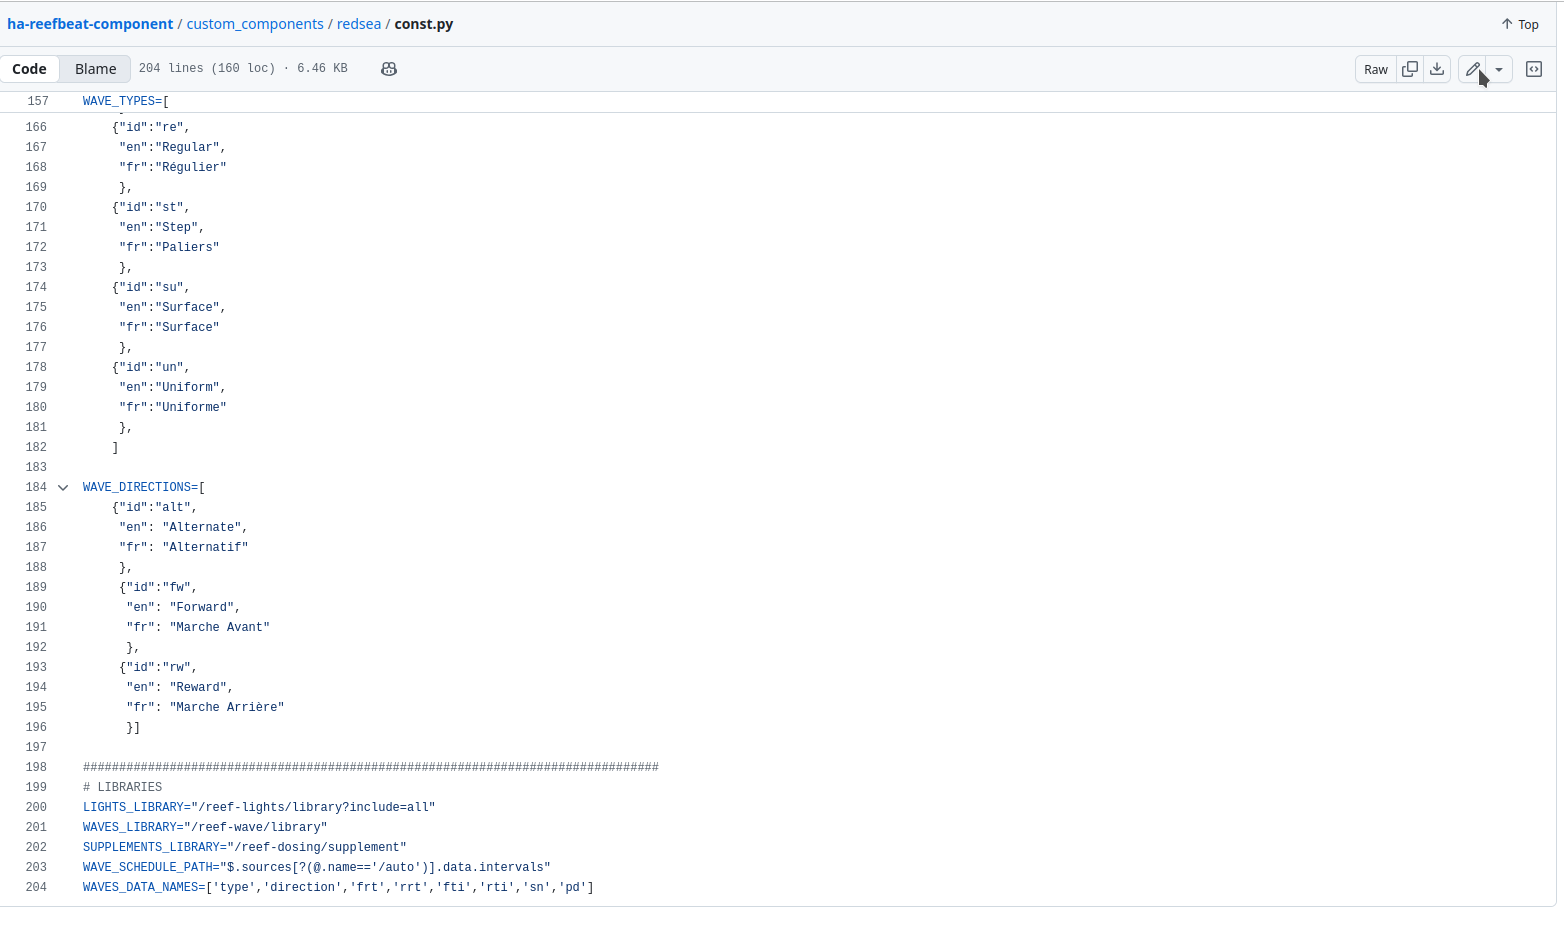 ha-reefbeat-component / custom_components / redsea / const.py
Top
Code Blame 204 lines (160 loc) · 6.46 KB
Raw
157 WAVE_TYPES=[
166 {"id":"re",
167 "en":"Regular",
168 "fr":"Régulier"
169 },
170 {"id":"st",
171 "en":"Step",
172 "fr":"Paliers"
173 },
174 {"id":"su",
175 "en":"Surface",
176 "fr":"Surface"
177 },
178 {"id":"un",
179 "en":"Uniform",
180 "fr":"Uniforme"
181 },
182 ]
183
184 WAVE_DIRECTIONS=[
185 {"id":"alt",
186 "en": "Alternate",
187 "fr": "Alternatif"
188 },
189 {"id":"fw",
190 "en": "Forward",
191 "fr": "Marche Avant"
192 },
193 {"id":"rw",
194 "en": "Reward",
195 "fr": "Marche Arrière"
196 }]
197
198 ################################################################################
199 # LIBRARIES
200 LIGHTS_LIBRARY="/reef-lights/library?include=all"
201 WAVES_LIBRARY="/reef-wave/library"
202 SUPPLEMENTS_LIBRARY="/reef-dosing/supplement"
203 WAVE_SCHEDULE_PATH="$.sources[?(@.name=='/auto')].data.intervals"
204 WAVES_DATA_NAMES=['type','direction','frt','rrt','fti','rti','sn','pd']